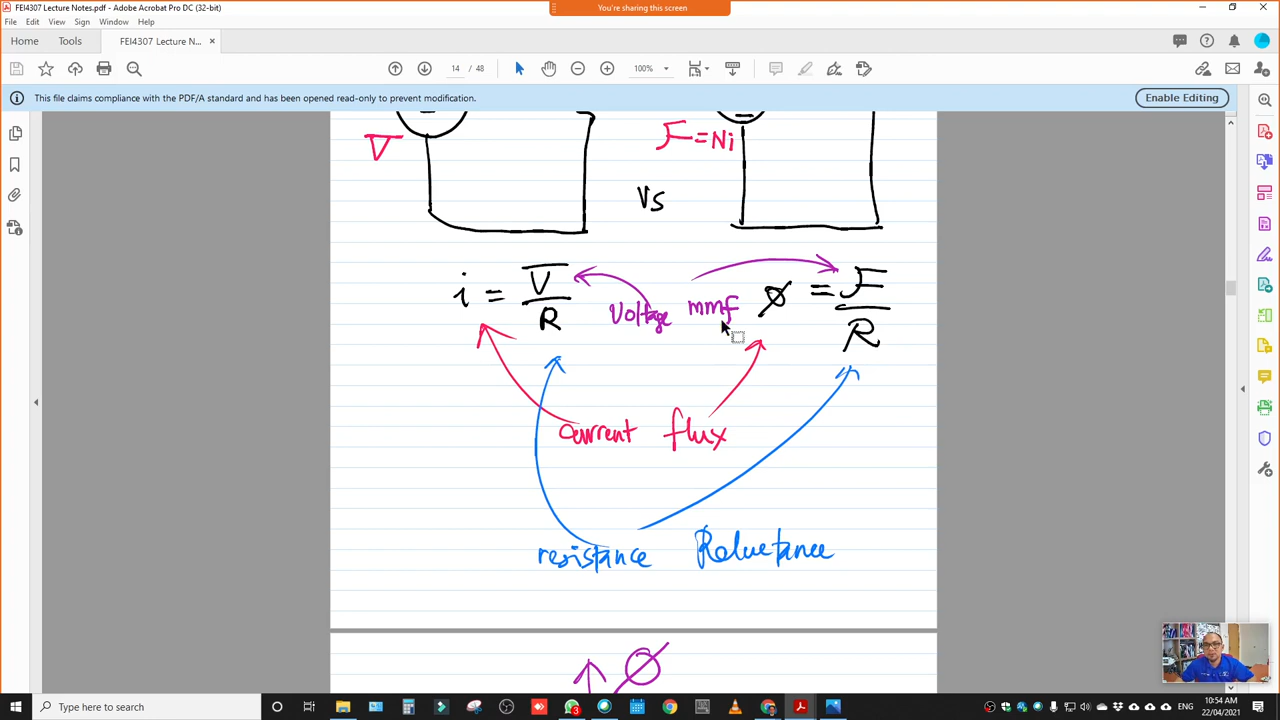 FEI4307 Lecture Notes.pdf - Adobe Acrobat Pro DC (32-bit)
You're sharing this screen
File Edit View Sign Window Help
Home Tools FEI4307 Lecture N... ×
14 / 48 100%
This file claims compliance with the PDF/A standard and has been opened read-only to prevent modification.
Enable Editing
V
F = Ni
Vs
i = V/R
Voltage mmf
Ø = F/R
current flux
resistance Reluctance
Ø
Type here to search
3
10:54 AM
22/04/2021